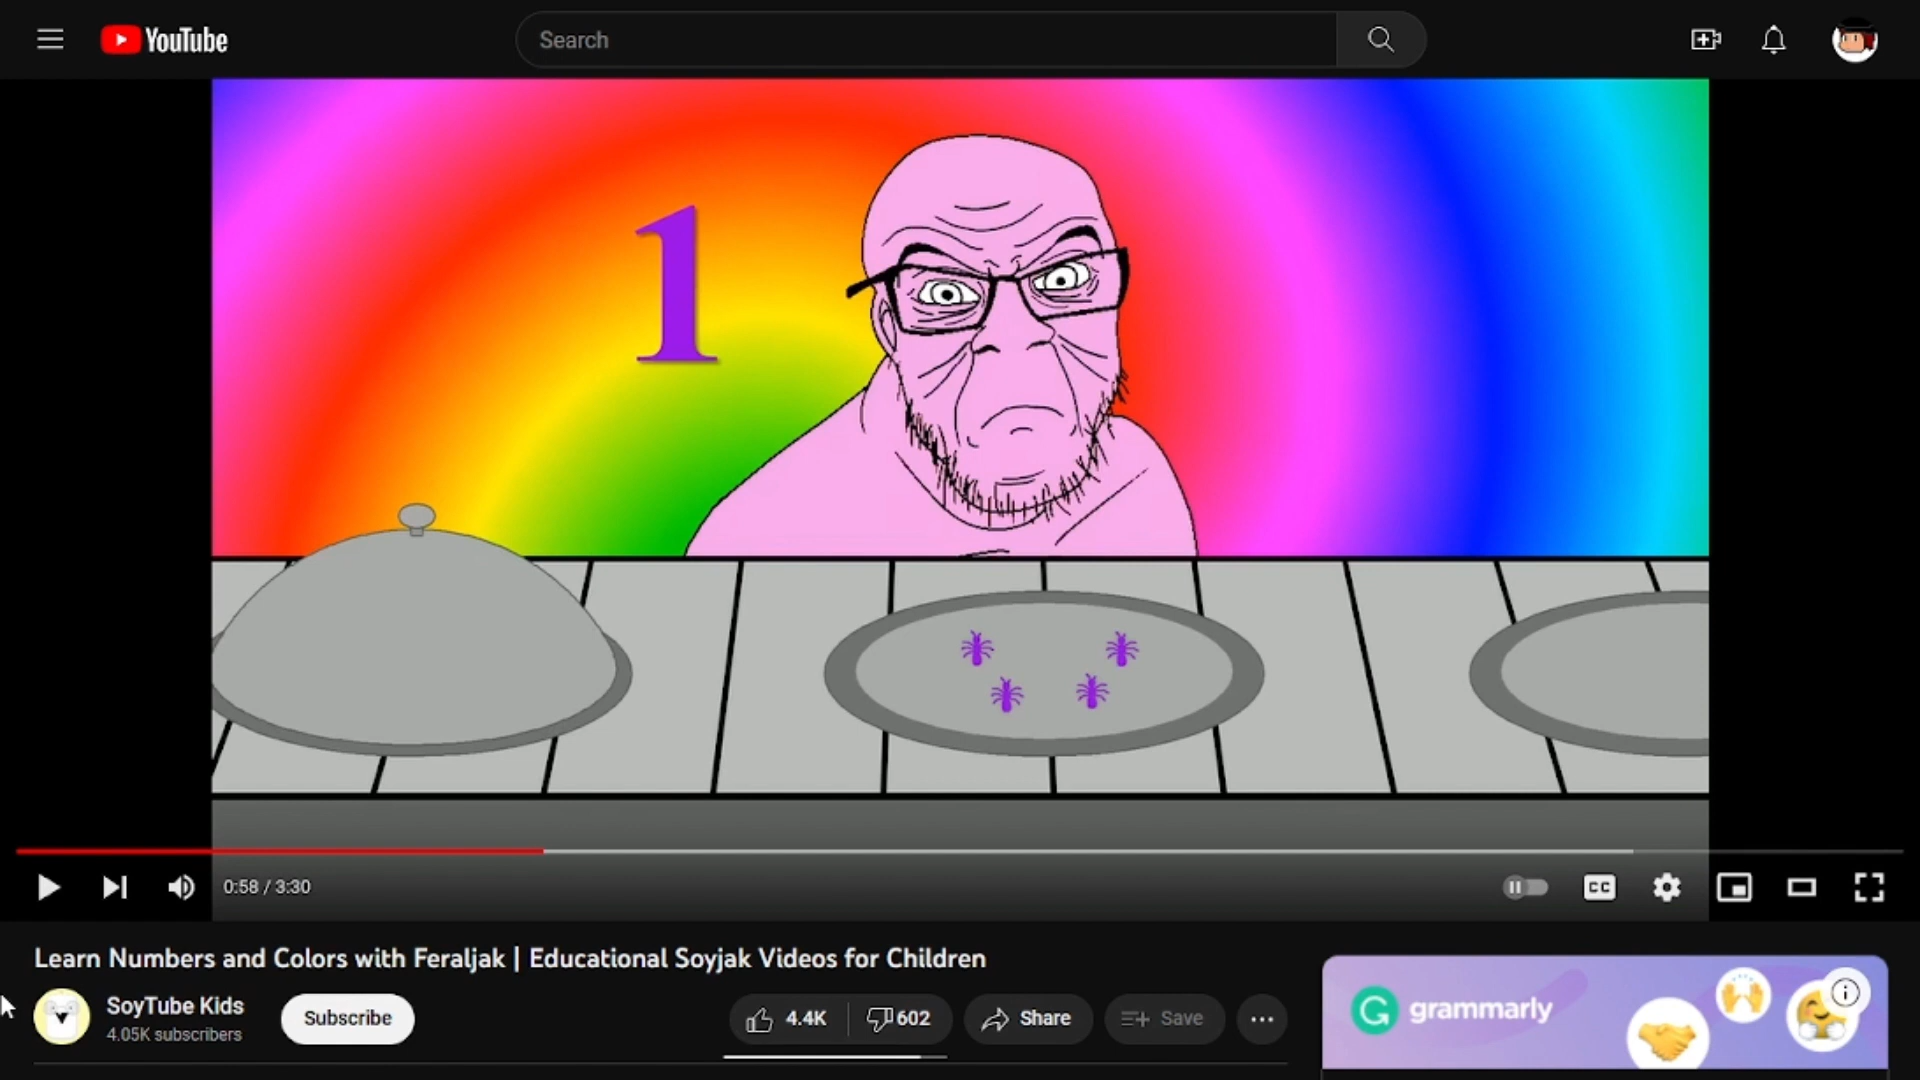 YouTube
Search
1
0:58 / 3:30
CC
Learn Numbers and Colors with Feraljak | Educational Soyjak Videos for Children
SoyTube Kids
4.05K subscribers
Subscribe
4.4K
602
Share
Save
grammarly